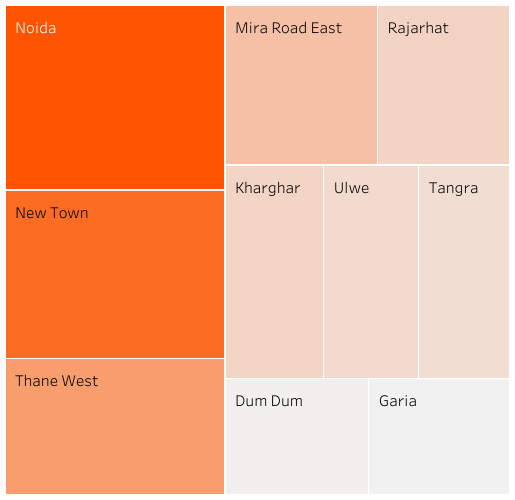 Noida
New Town
Thane West
Mira Road East
Rajarhat
Kharghar
Ulwe
Tangra
Dum Dum
Garia